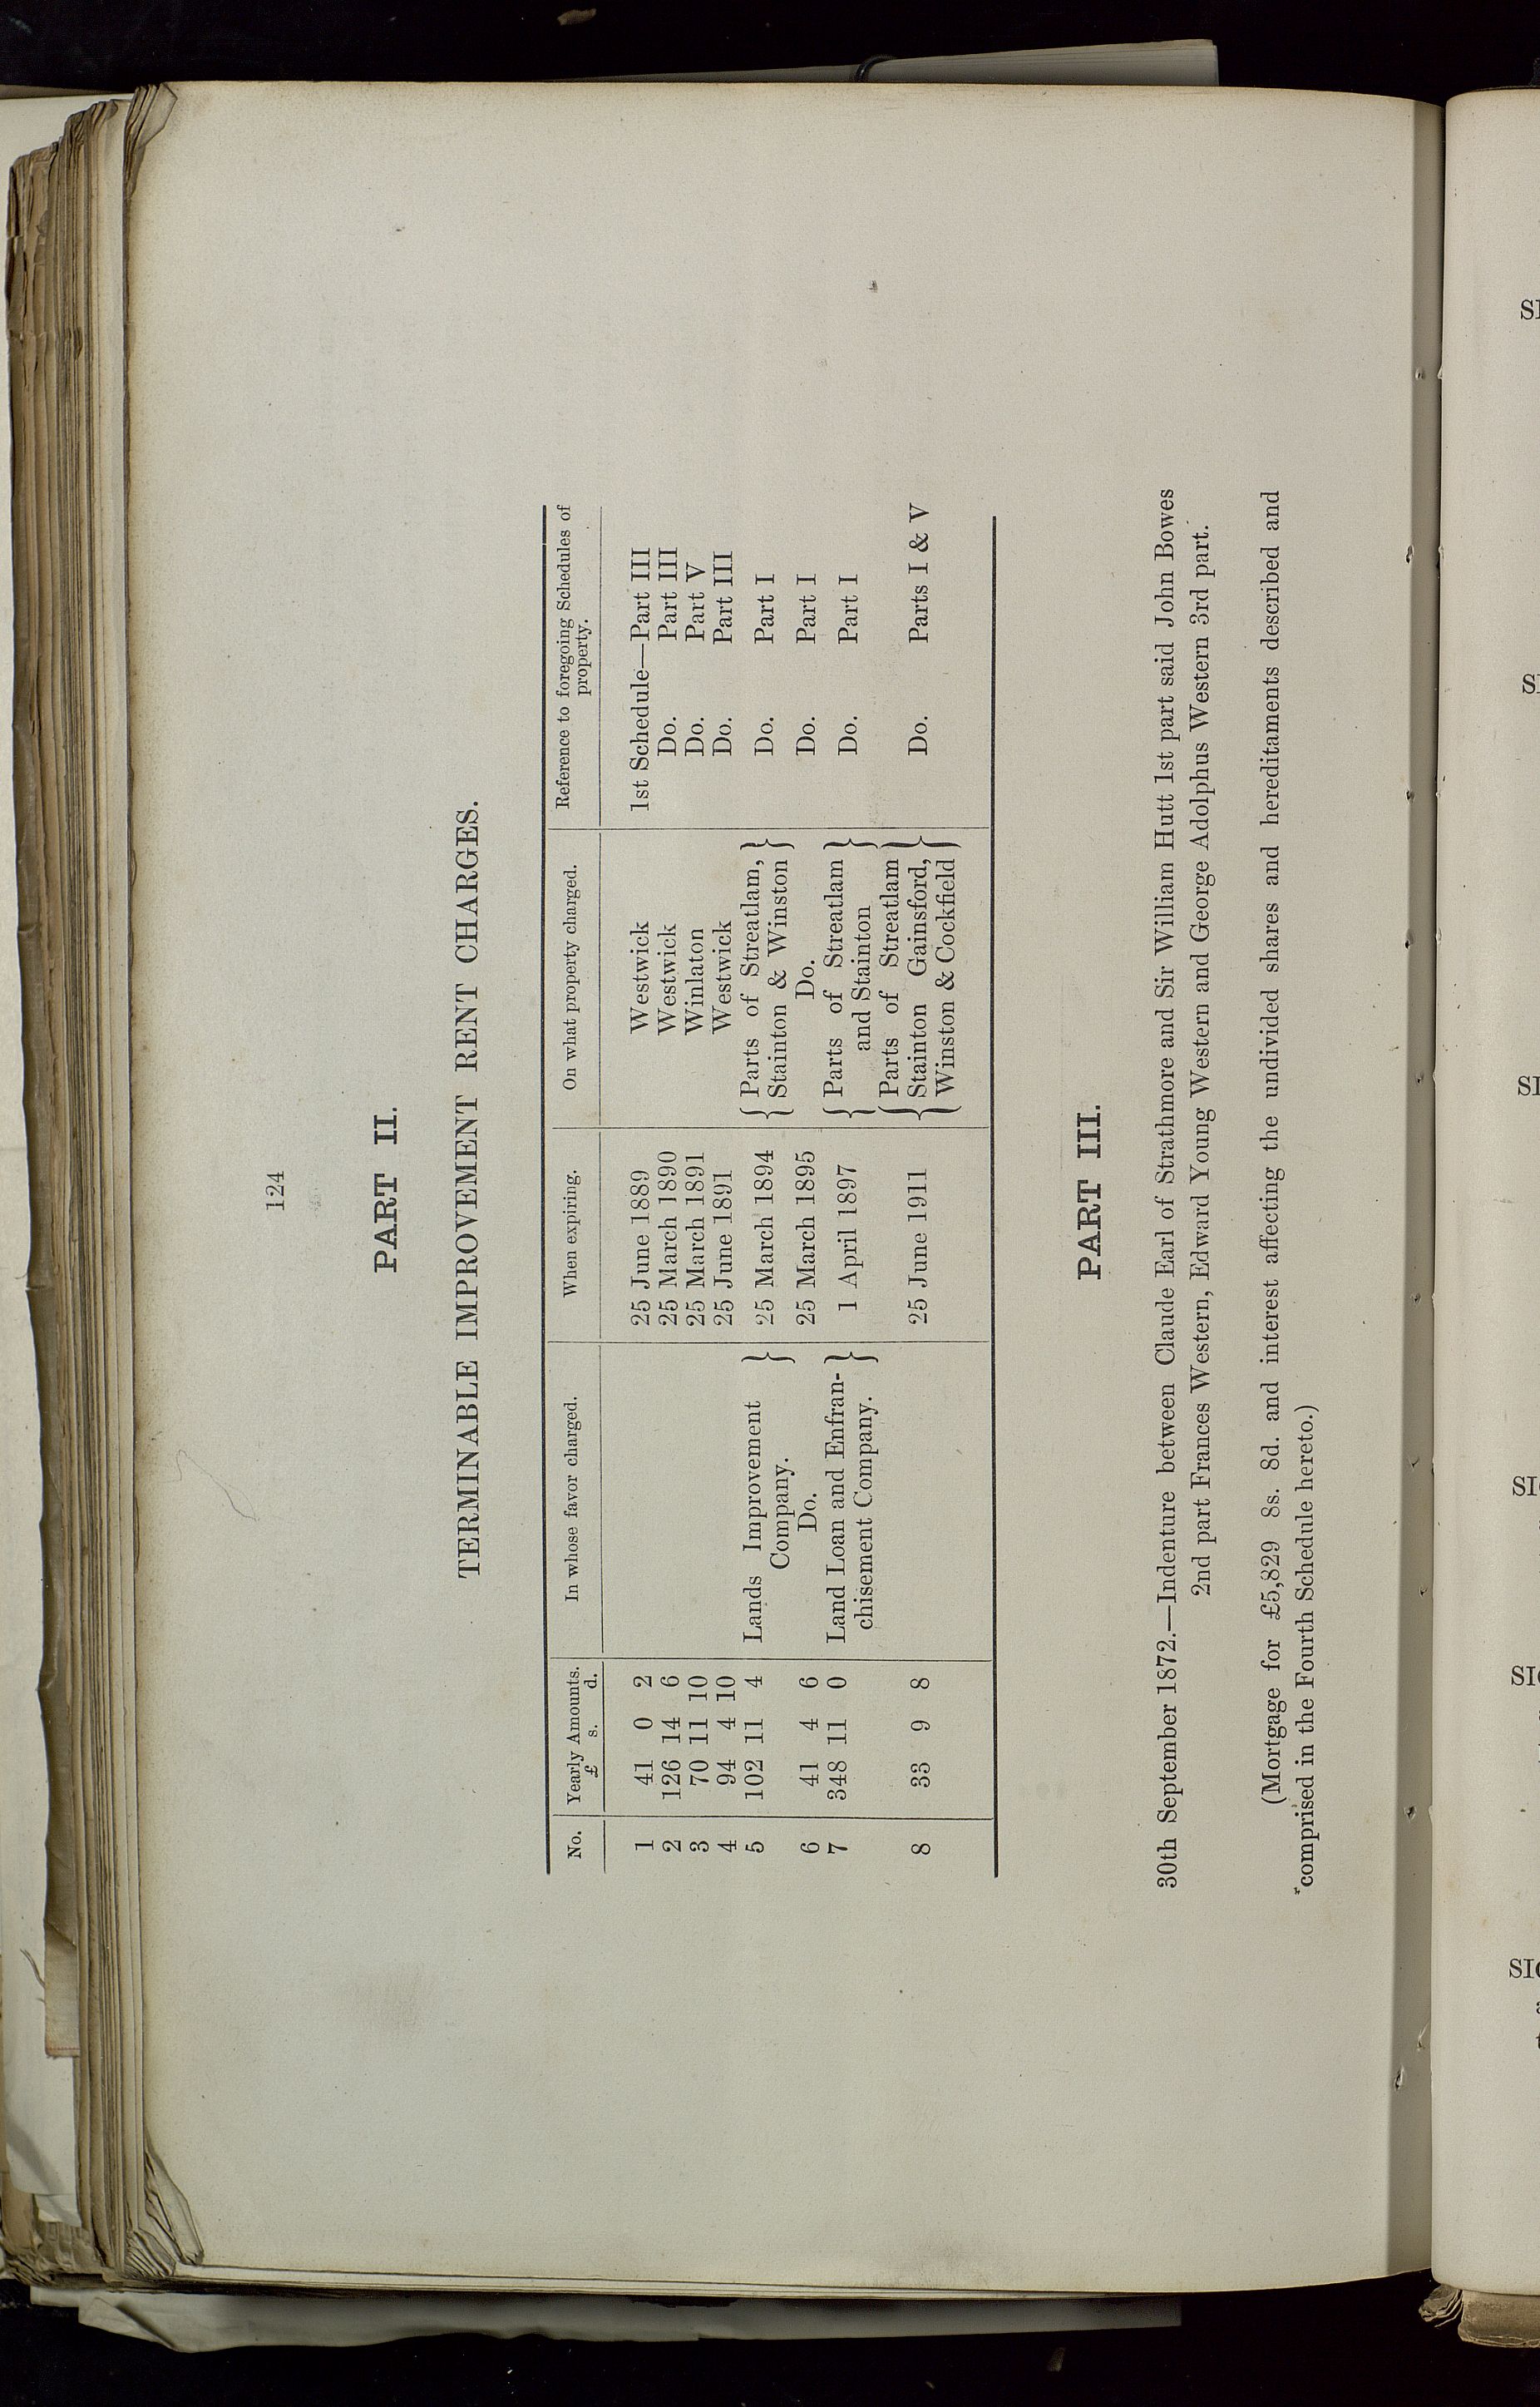 124
PART II.
TERMINABLE IMPROVEMENT RENT CHARGES.
No. Yearly Amounts. In whose favor charged. When expiring. On what property charged. Reference to foregoing Schedules of
£ s. d. property.
1 41 0 2 25 June 1889 Westwick 1st Schedule—Part III
2 126 14 6 25 March 1890 Westwick Do. Part III
3 70 11 10 25 March 1891 Winlaton Do. Part V
4 94 4 10 25 June 1891 Westwick Do. Part III
5 102 11 4 Lands Improvement } 25 March 1894 { Parts of Streatlam, } Do. Part I
Company. Stainton & Winston
6 41 4 6 Do. 25 March 1895 Do. Do. Part I
7 348 11 0 Land Loan and Enfran- } 1 April 1897 { Parts of Streatlam } Do. Part I
chisement Company. and Stainton
{ Parts of Streatlam }
8 33 9 8 25 June 1911 Stainton Gainsford, Do. Parts I & V
Winston & Cockfield
PART III.
30th September 1872.—Indenture between Claude Earl of Strathmore and Sir William Hutt 1st part said John Bowes
2nd part Frances Western, Edward Young Western and George Adolphus Western 3rd part.
(Mortgage for £5,829 8s. 8d. and interest affecting the undivided shares and hereditaments described and
comprised in the Fourth Schedule hereto.)